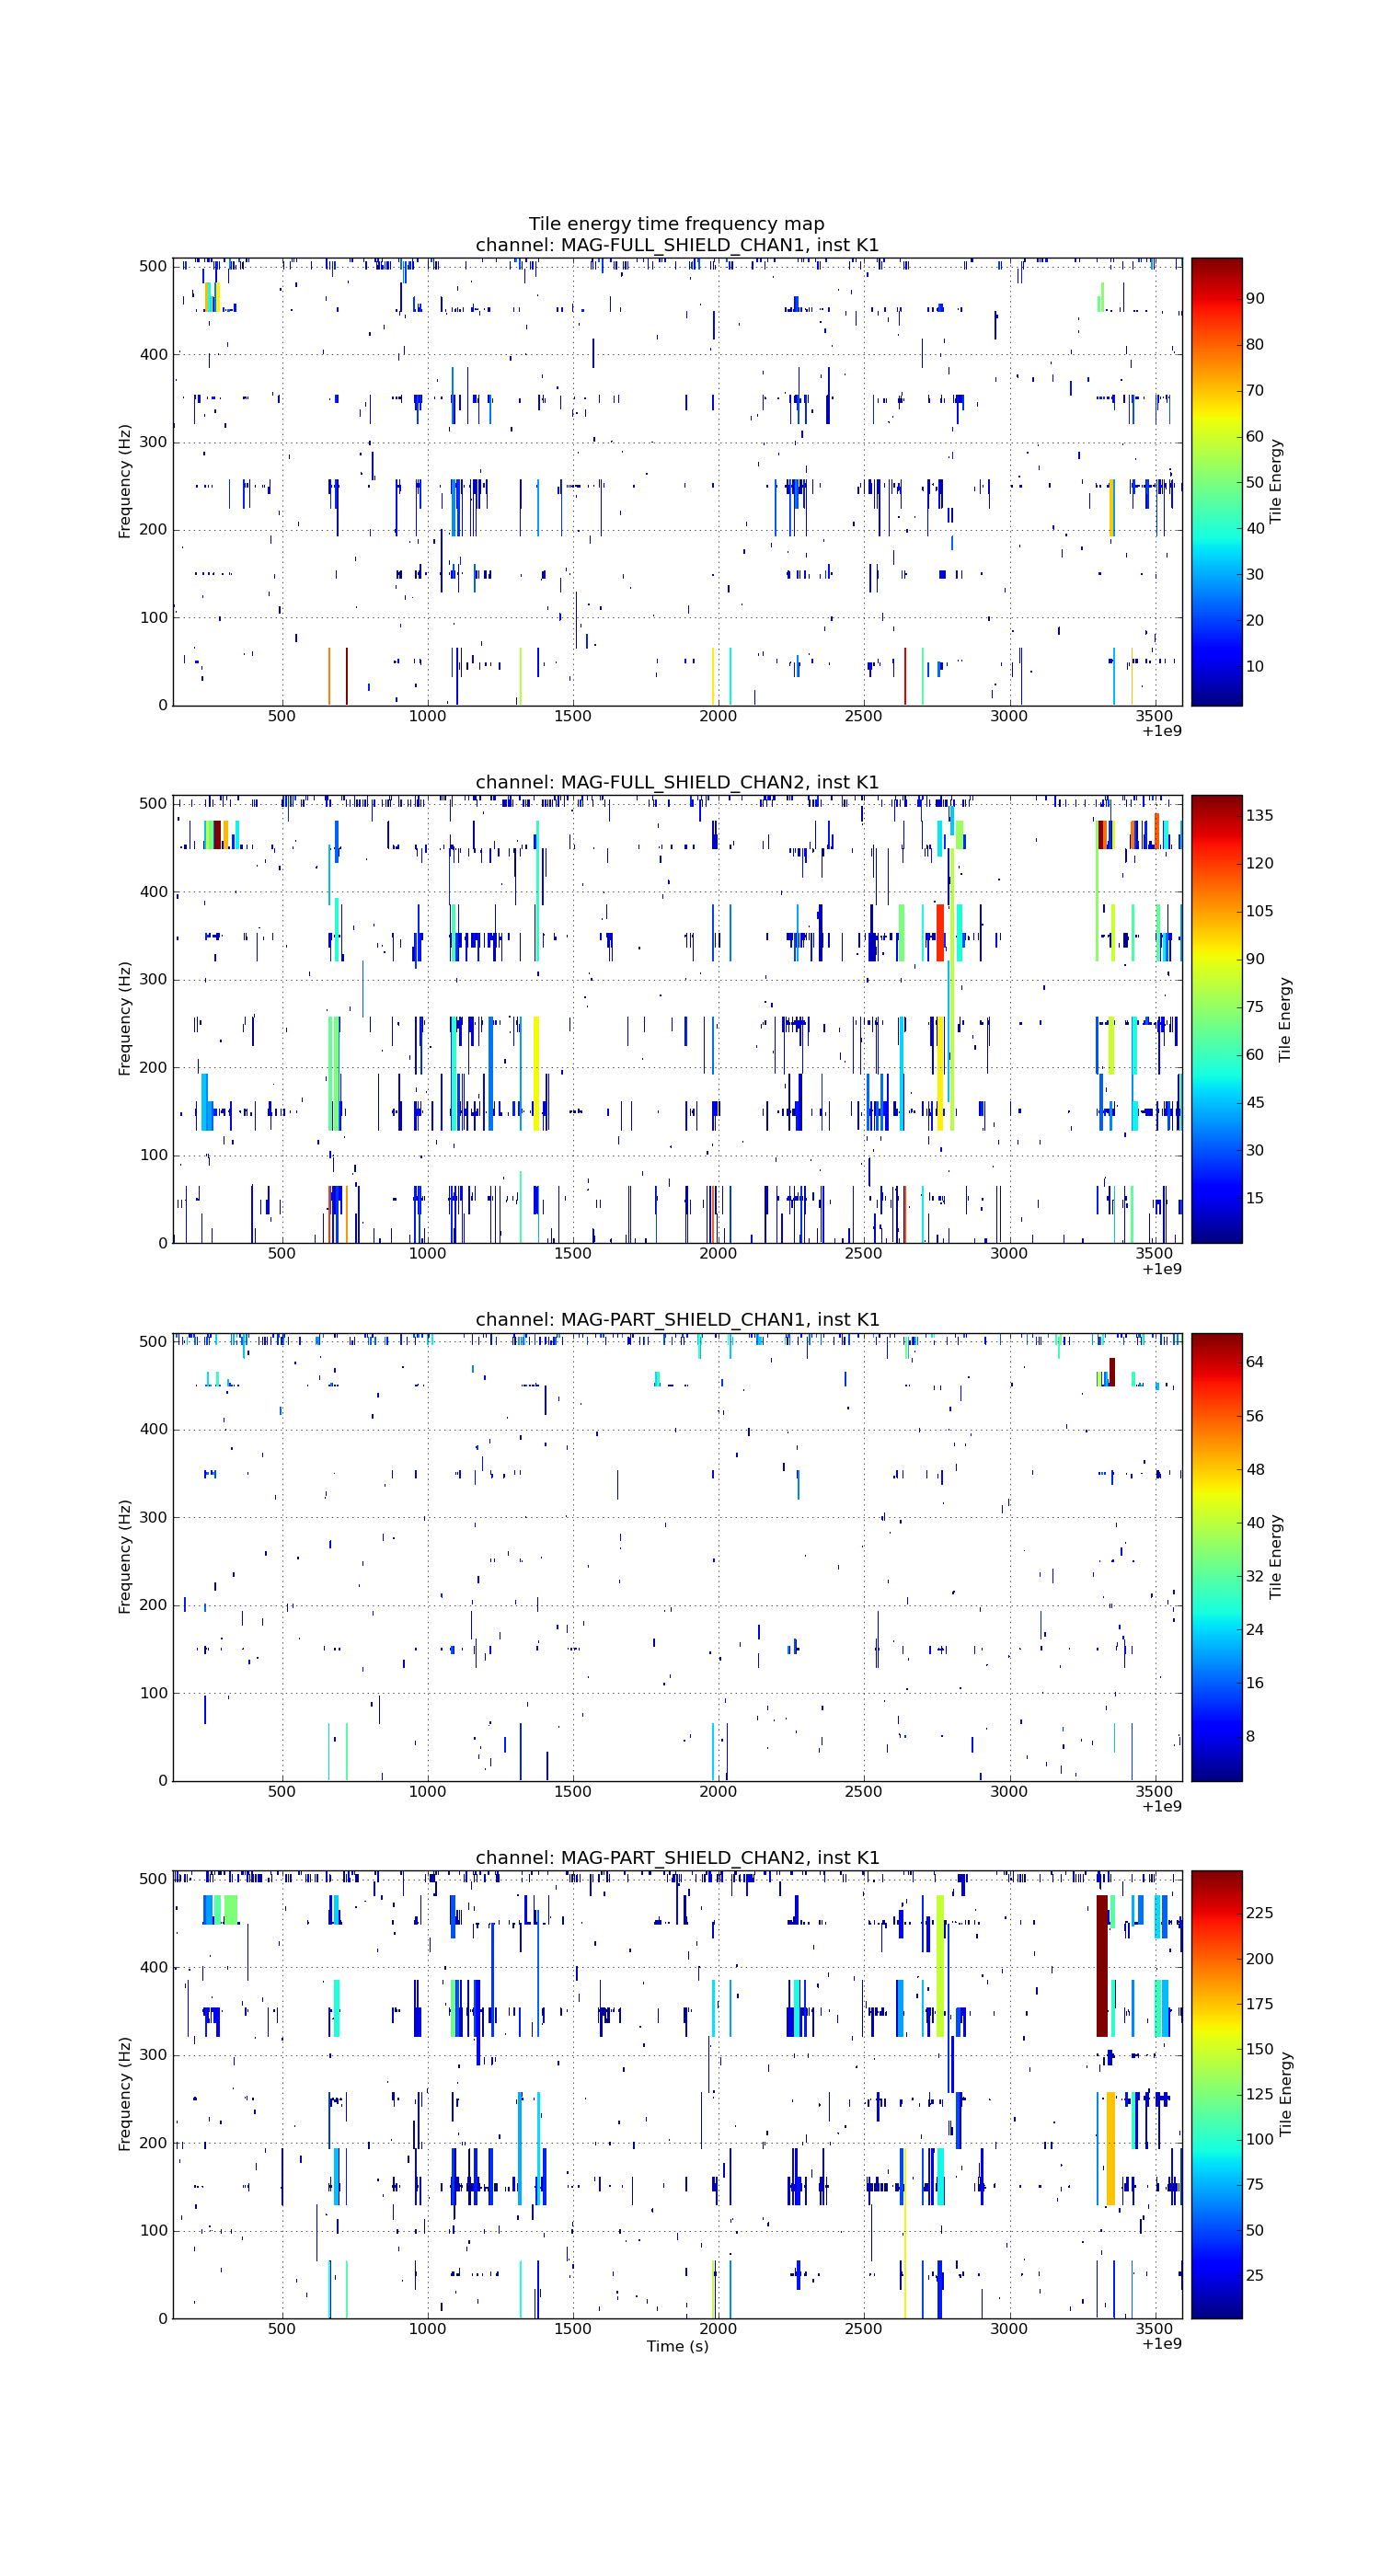 Tile energy time frequency map
channel: MAG-FULL_SHIELD_CHAN1, inst K1
500
400
300
200
100
0
Frequency (Hz)
500 1000 1500 2000 2500 3000 3500
+1e9
90
80
70
60
50
40
30
20
10
Tile Energy
channel: MAG-FULL_SHIELD_CHAN2, inst K1
500
400
300
200
100
0
Frequency (Hz)
500 1000 1500 2000 2500 3000 3500
+1e9
135
120
105
90
75
60
45
30
15
Tile Energy
channel: MAG-PART_SHIELD_CHAN1, inst K1
500
400
300
200
100
0
Frequency (Hz)
500 1000 1500 2000 2500 3000 3500
+1e9
64
56
48
40
32
24
16
8
Tile Energy
channel: MAG-PART_SHIELD_CHAN2, inst K1
500
400
300
200
100
0
Frequency (Hz)
500 1000 1500 2000 2500 3000 3500
Time (s)
+1e9
225
200
175
150
125
100
75
50
25
Tile Energy